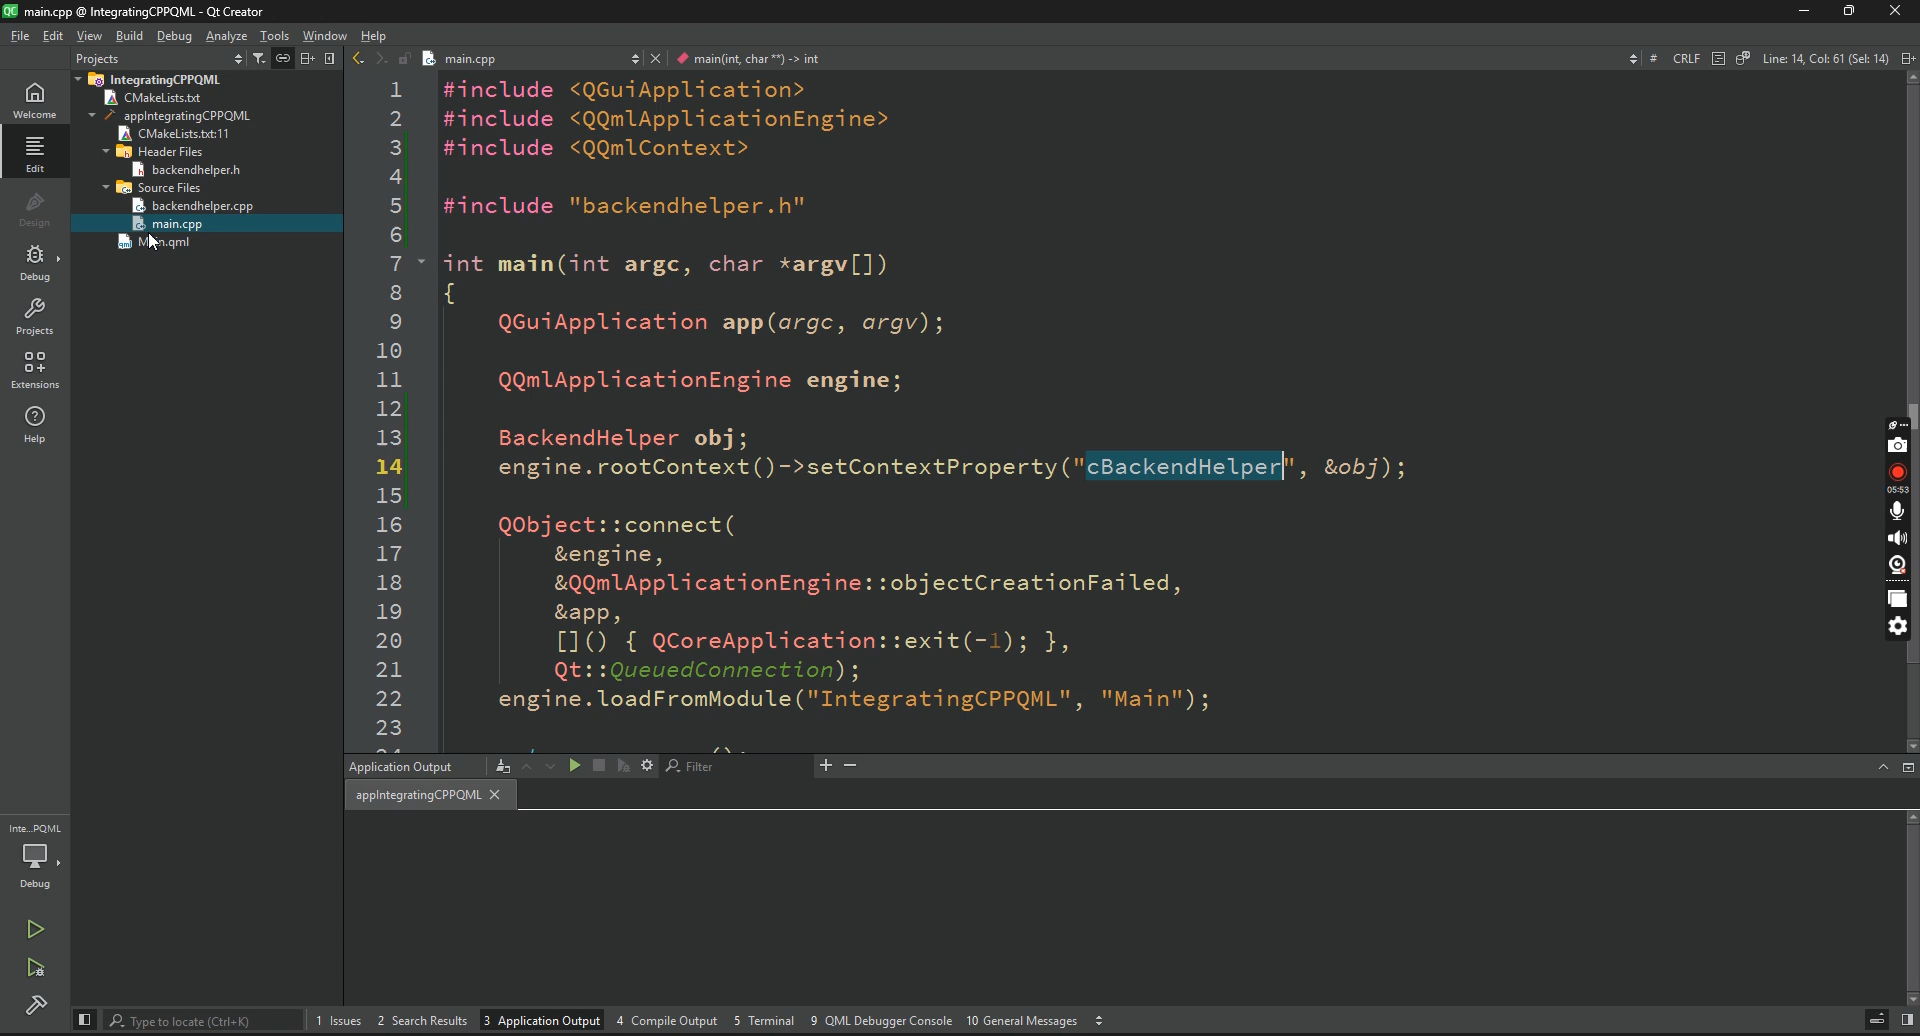 main.cpp @ IntegratingCPPQML - Qt Creator
File Edit View Build Debug Analyze Tools Window Help
Projects
main.cpp
main(int, char **) -> int
# CRLF Line: 14, Col: 61 (Sel: 14)
Welcome
Edit
Design
Debug
Projects
Extensions
Help
IntegratingCPPQML
CMakeLists.txt
appIntegratingCPPQML
CMakeLists.txt:11
Header Files
backendhelper.h
Source Files
backendhelper.cpp
main.cpp
Main.qml
1 #include <QGuiApplication>
2 #include <QQmlApplicationEngine>
3 #include <QQmlContext>
4
5 #include "backendhelper.h"
6
7 int main(int argc, char *argv[])
8 {
9 QGuiApplication app(argc, argv);
10
11 QQmlApplicationEngine engine;
12
13 BackendHelper obj;
14 engine.rootContext()->setContextProperty("cBackendHelper", &obj);
15
16 QObject::connect(
17 &engine,
18 &QQmlApplicationEngine::objectCreationFailed,
19 &app,
20 []() { QCoreApplication::exit(-1); },
21 Qt::QueuedConnection);
22 engine.loadFromModule("IntegratingCPPQML", "Main");
23
05:53
Application Output
Filter
appIntegratingCPPQML
Inte...PQML
Debug
Type to locate (Ctrl+K)
1 Issues 2 Search Results 3 Application Output 4 Compile Output 5 Terminal 9 QML Debugger Console 10 General Messages